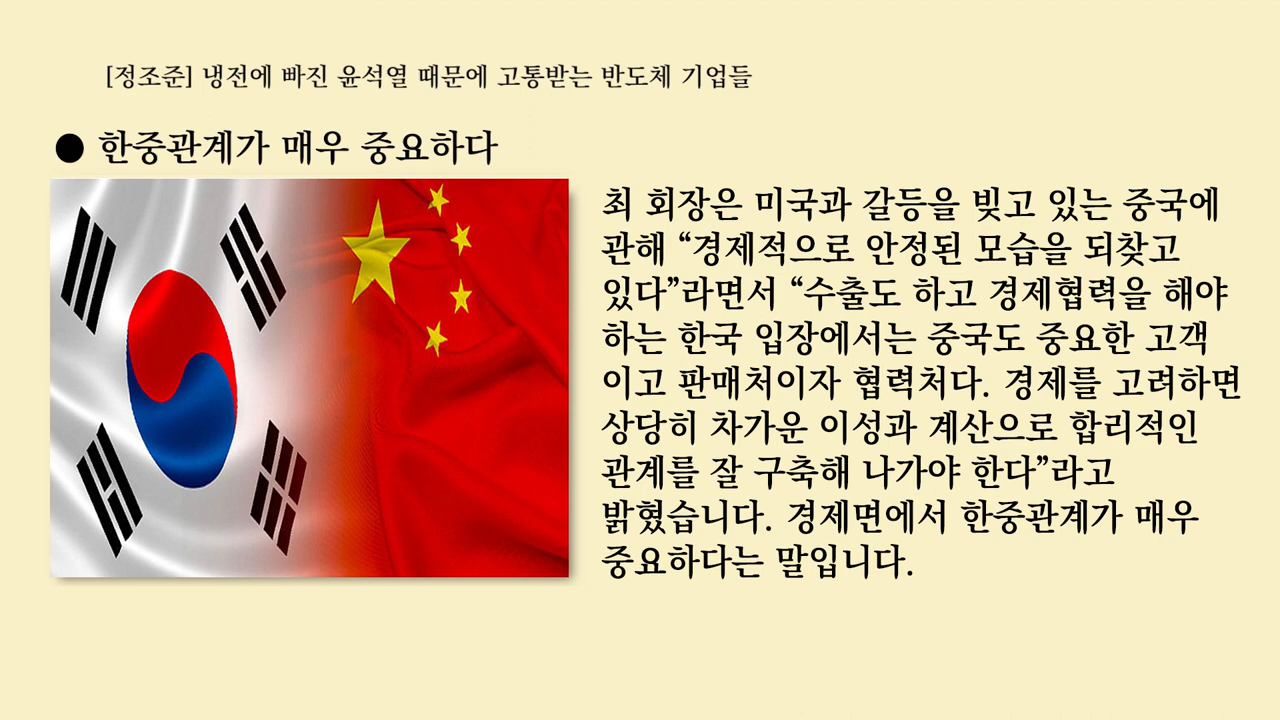 [정조준] 냉전에 빠진 윤석열 때문에 고통받는 반도체 기업들
● 한중관계가 매우 중요하다
최 회장은 미국과 갈등을 빚고 있는 중국에
관해 “경제적으로 안정된 모습을 되찾고
있다”라면서 “수출도 하고 경제협력을 해야
하는 한국 입장에서는 중국도 중요한 고객
이고 판매처이자 협력처다. 경제를 고려하면
상당히 차가운 이성과 계산으로 합리적인
관계를 잘 구축해 나가야 한다”라고
밝혔습니다. 경제면에서 한중관계가 매우
중요하다는 말입니다.